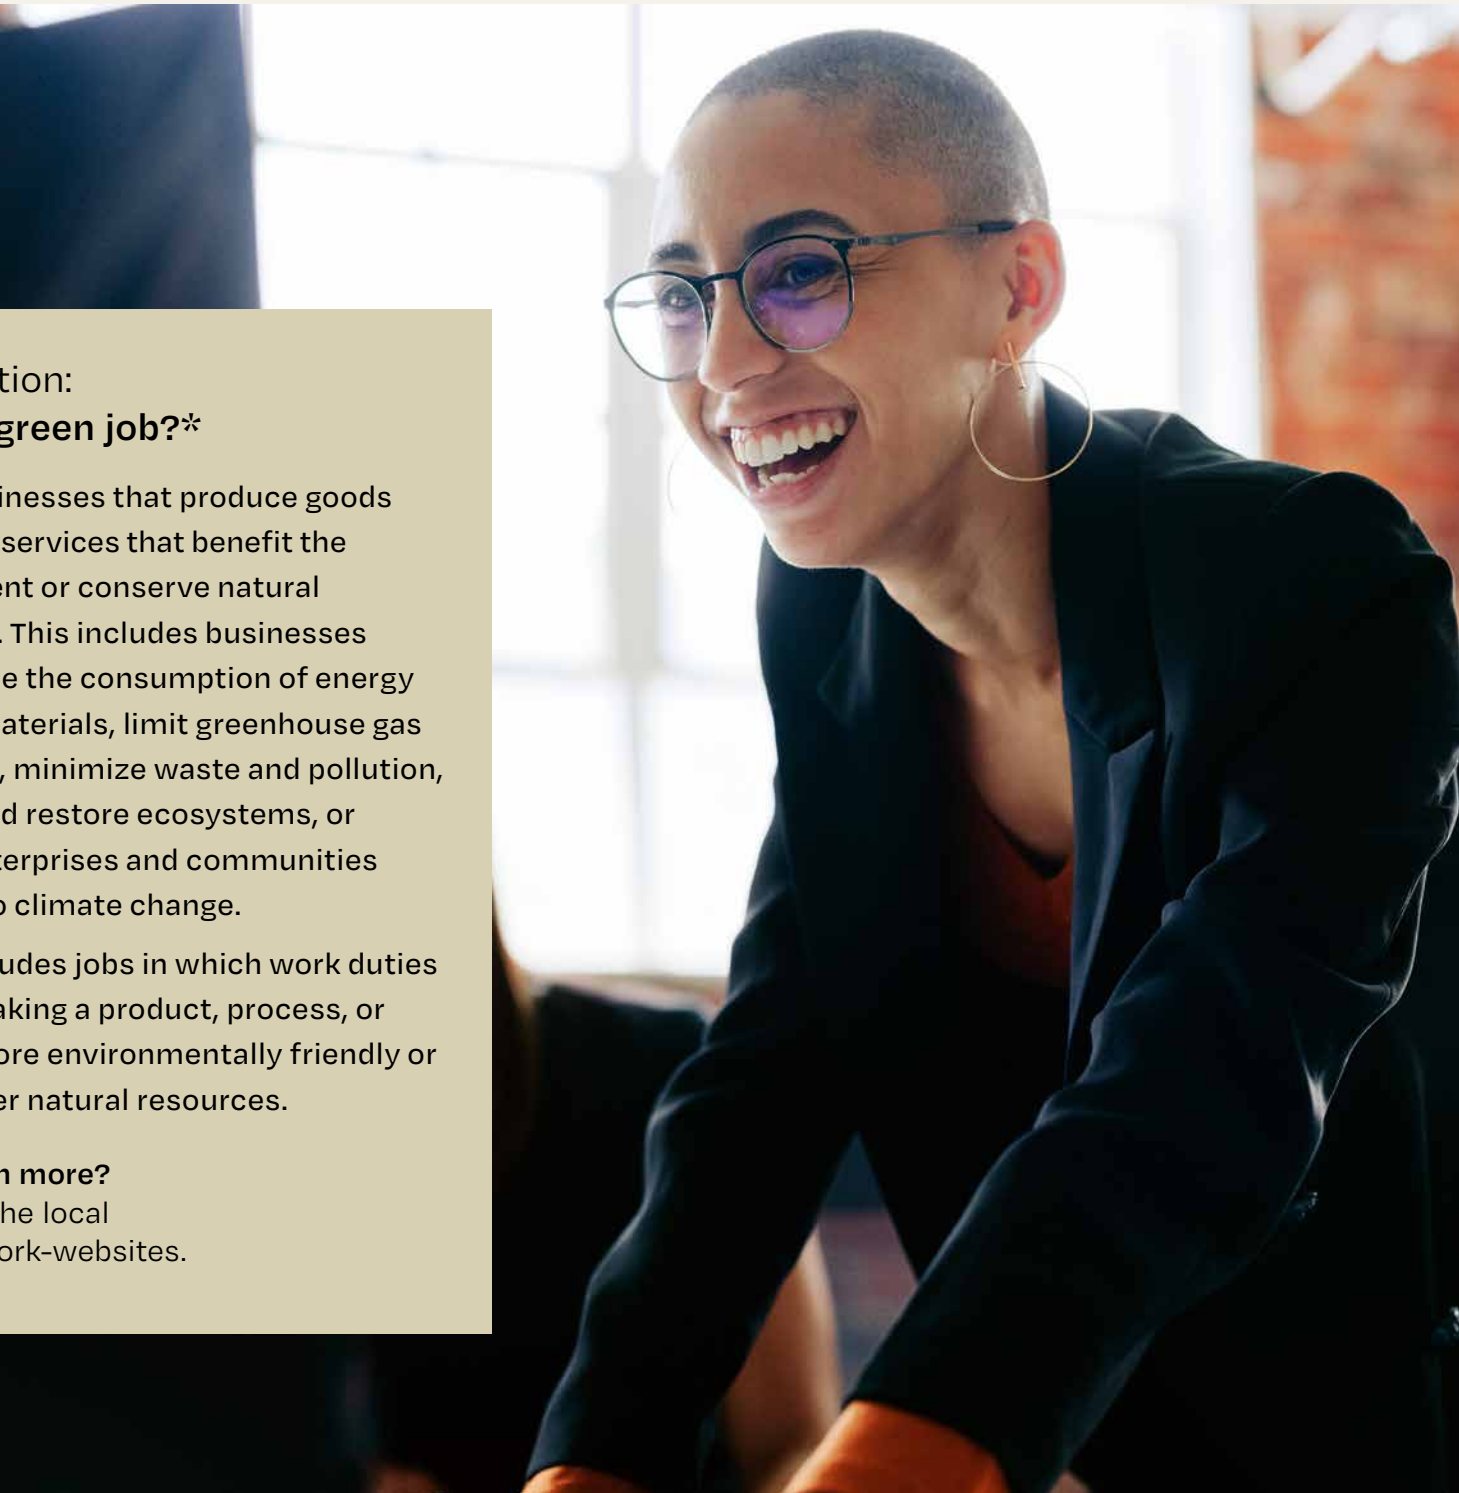 tion:
green job?*
inesses that produce goods
services that benefit the
ent or conserve natural
. This includes businesses
e the consumption of energy
aterials, limit greenhouse gas
, minimize waste and pollution,
d restore ecosystems, or
terprises and communities
o climate change.
udes jobs in which work duties
aking a product, process, or
ore environmentally friendly or
er natural resources.
n more?
he local
ork-websites.